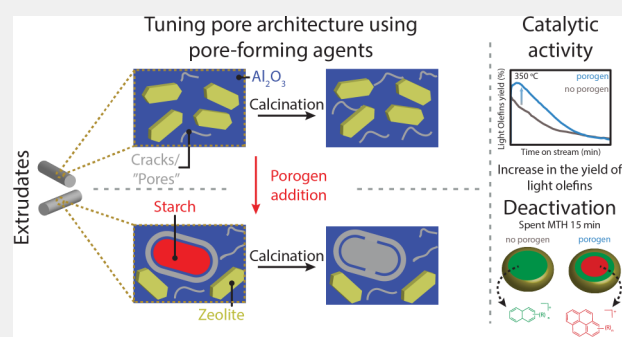 Tuning pore architecture using
pore-forming agents
Al₂O₃
Calcination
Cracks/
"Pores"
Extrudates
Porogen
addition
Starch
Calcination
Zeolite
Catalytic
activity
Light Olefins yield (%)
350 °C
porogen
no porogen
Time on stream (min)
Increase in the yield of
light olefins
Deactivation
Spent MTH 15 min
no porogen
porogen